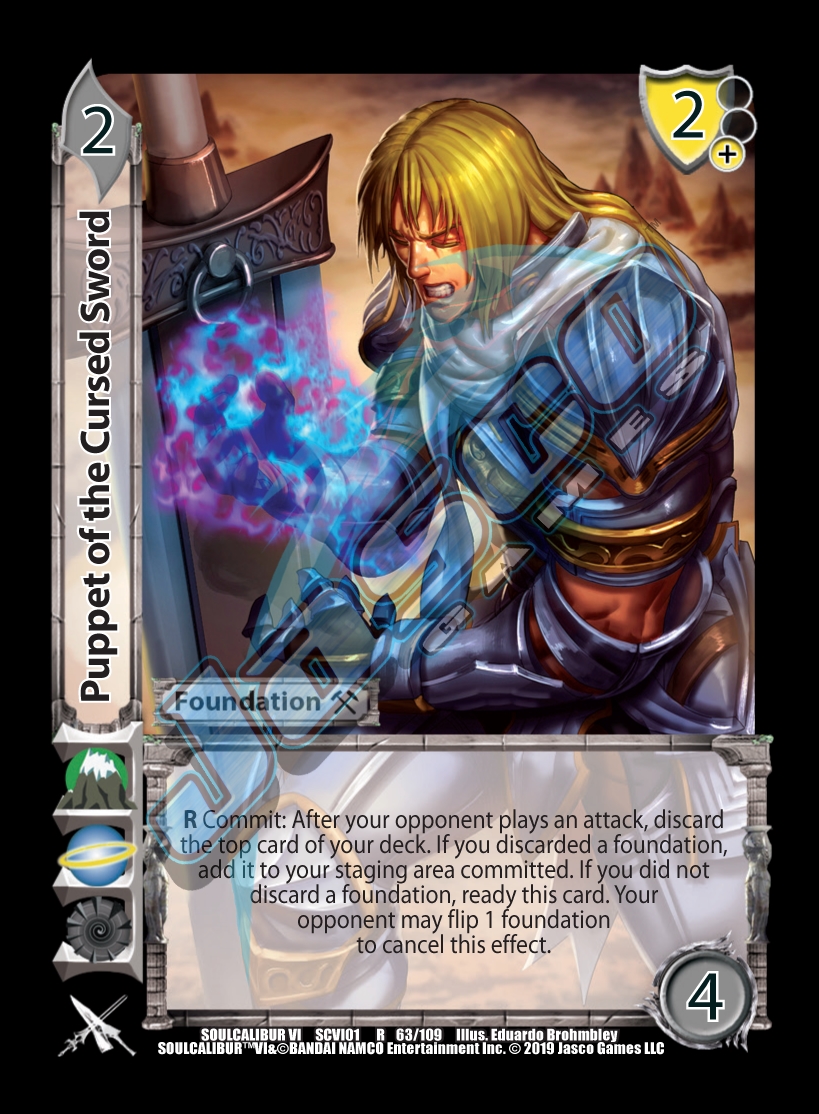 2
2
+
Puppet of the Cursed Sword
JASCO
GAMES
Foundation
R Commit: After your opponent plays an attack, discard
the top card of your deck. If you discarded a foundation,
add it to your staging area committed. If you did not
discard a foundation, ready this card. Your
opponent may flip 1 foundation
to cancel this effect.
4
SOULCALIBUR VI SCVI01 R 63/109 Illus. Eduardo Brohmbley
SOULCALIBUR™VI&©BANDAI NAMCO Entertainment Inc. © 2019 Jasco Games LLC